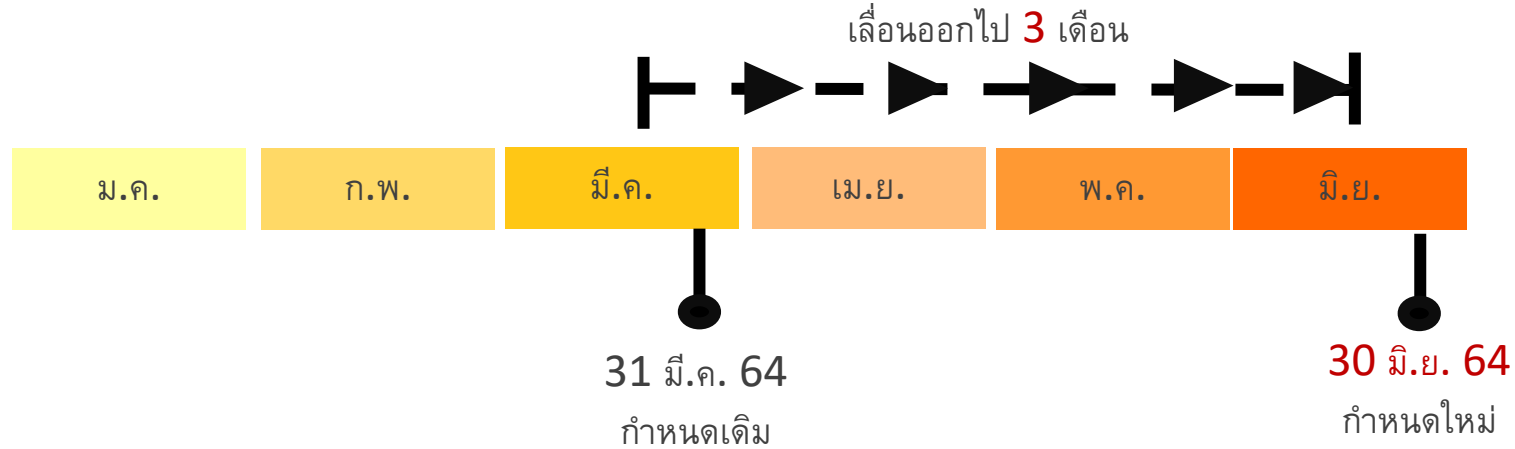 เลื่อนออกไป 3 เดือน
ม.ค.
ก.พ.
มี.ค.
เม.ย.
พ.ค.
มิ.ย.
31 มี.ค. 64
กำหนดเดิม
30 มิ.ย. 64
กำหนดใหม่